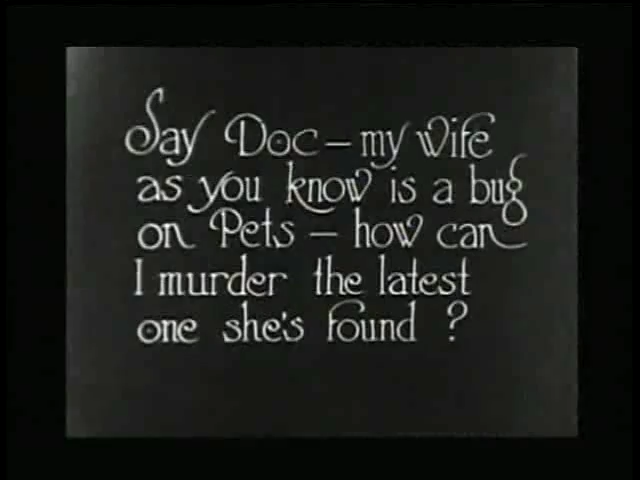 Say Doc – my wife
as you know is a bug
on Pets – how can
I murder the latest
one she's found ?